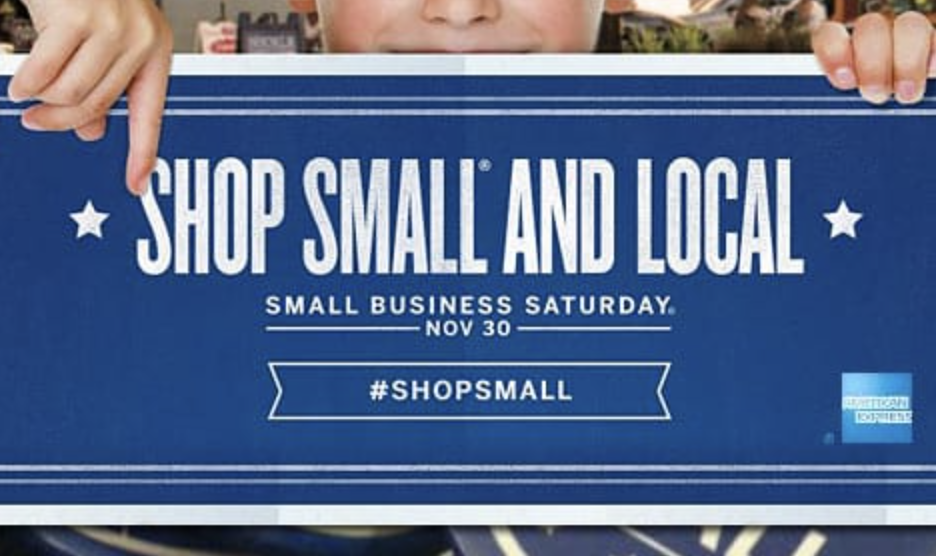 SHOP SMALL® AND LOCAL
SMALL BUSINESS SATURDAY®
NOV 30
#SHOPSMALL
AMERICAN
EXPRESS
®